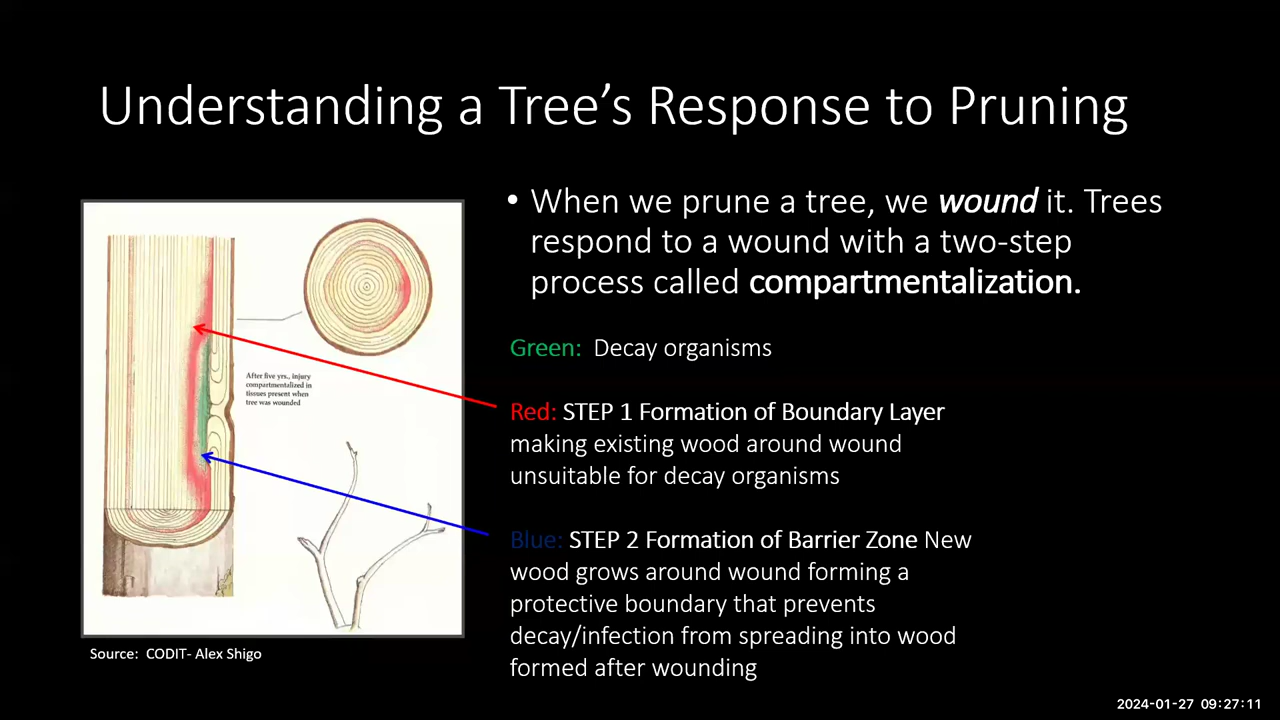 Understanding a Tree's Response to Pruning
• When we prune a tree, we wound it. Trees
respond to a wound with a two-step
process called compartmentalization.
Green: Decay organisms
After five yrs., injury
compartmentalized in
tissues present when
tree was wounded
Red: STEP 1 Formation of Boundary Layer
making existing wood around wound
unsuitable for decay organisms
Blue: STEP 2 Formation of Barrier Zone New
wood grows around wound forming a
protective boundary that prevents
decay/infection from spreading into wood
formed after wounding
Source: CODIT- Alex Shigo
2024-01-27 09:27:11